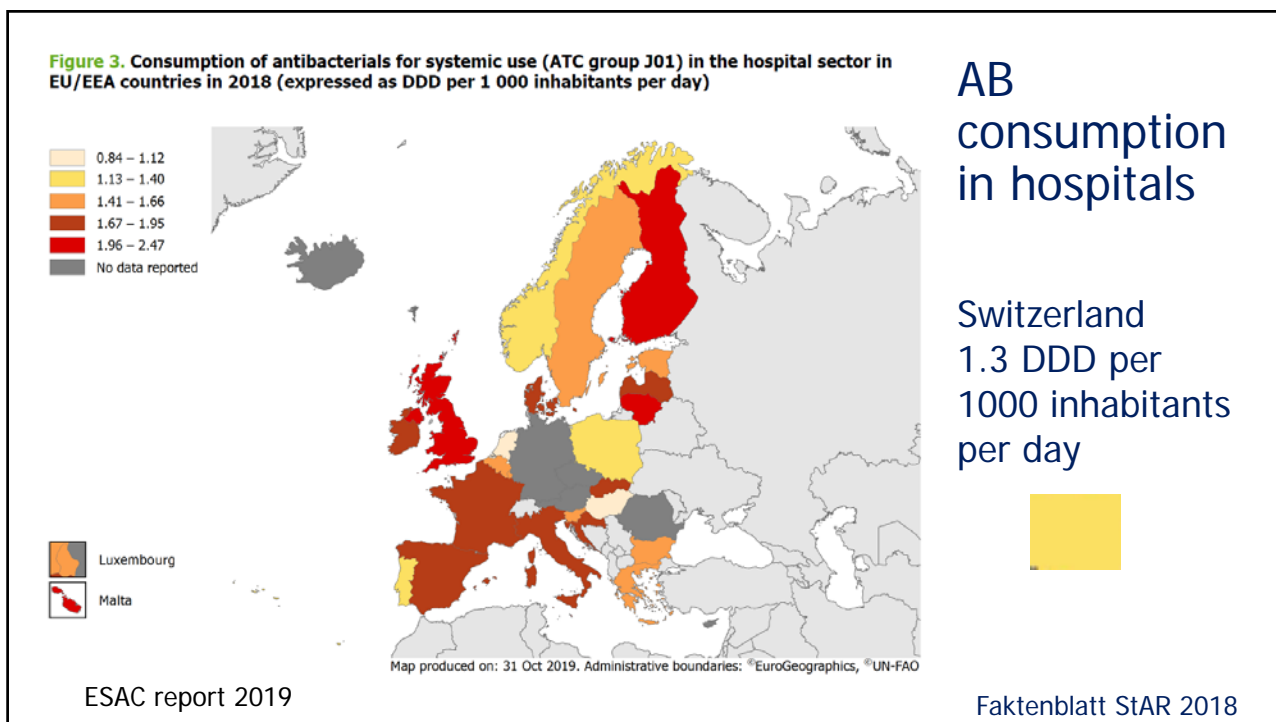 Figure 3. Consumption of antibacterials for systemic use (ATC group J01) in the hospital sector in
EU/EEA countries in 2018 (expressed as DDD per 1 000 inhabitants per day)
0.84 – 1.12
1.13 – 1.40
1.41 – 1.66
1.67 – 1.95
1.96 – 2.47
No data reported
Luxembourg
Malta
Map produced on: 31 Oct 2019. Administrative boundaries: ©EuroGeographics, ©UN-FAO
ESAC report 2019
AB
consumption
in hospitals
Switzerland
1.3 DDD per
1000 inhabitants
per day
Faktenblatt StAR 2018